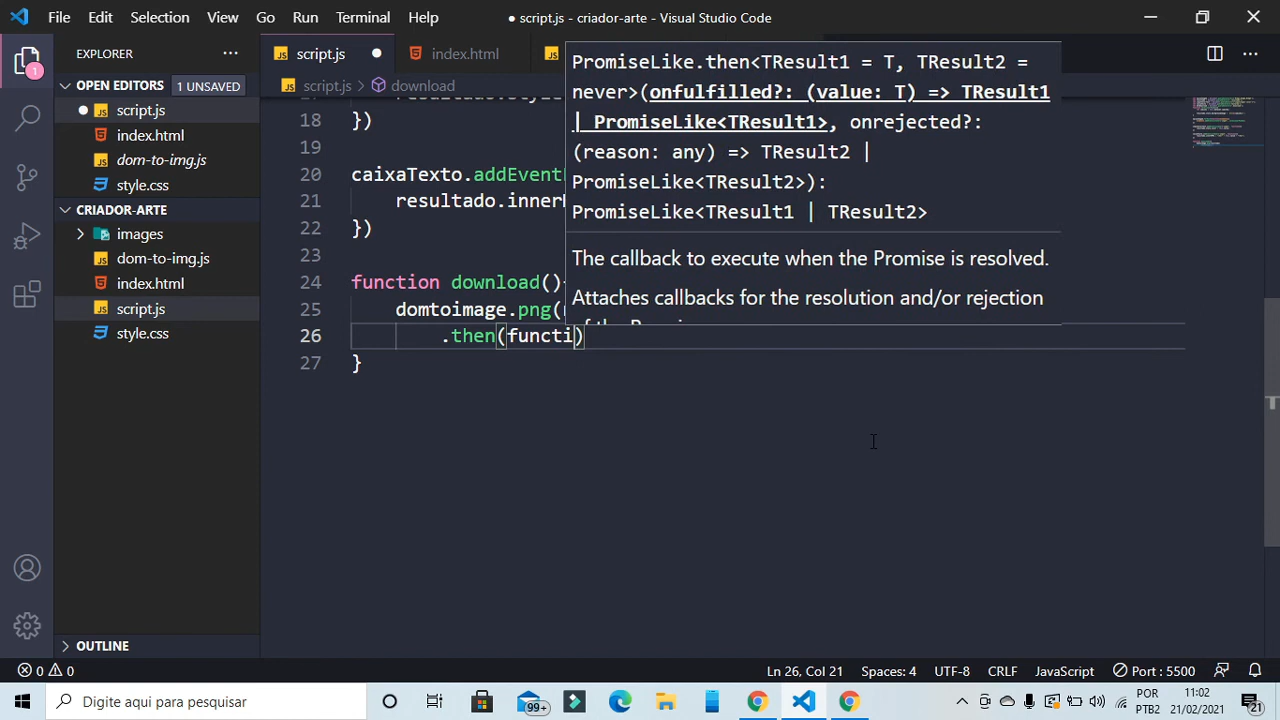 File Edit Selection View Go Run Terminal Help
● script.js - criador-arte - Visual Studio Code
EXPLORER
OPEN EDITORS 1 UNSAVED
script.js
index.html
dom-to-img.js
style.css
CRIADOR-ARTE
images
dom-to-img.js
index.html
script.js
style.css
OUTLINE
1
script.js ● index.html
script.js > download
18 })
19
20 caixaTexto.addEvent
21 resultado.inner
22 })
23
24 function download()
25 domtoimage.png(
26 .then(functi)
27 }
PromiseLike.then<TResult1 = T, TResult2 =
never>(onfulfilled?: (value: T) => TResult1
| PromiseLike<TResult1>, onrejected?:
(reason: any) => TResult2 |
PromiseLike<TResult2>):
PromiseLike<TResult1 | TResult2>
The callback to execute when the Promise is resolved.
Attaches callbacks for the resolution and/or rejection
0 0 Ln 26, Col 21 Spaces: 4 UTF-8 CRLF JavaScript Port : 5500
Digite aqui para pesquisar
99+
POR
PTB2
11:02
21/02/2021
21